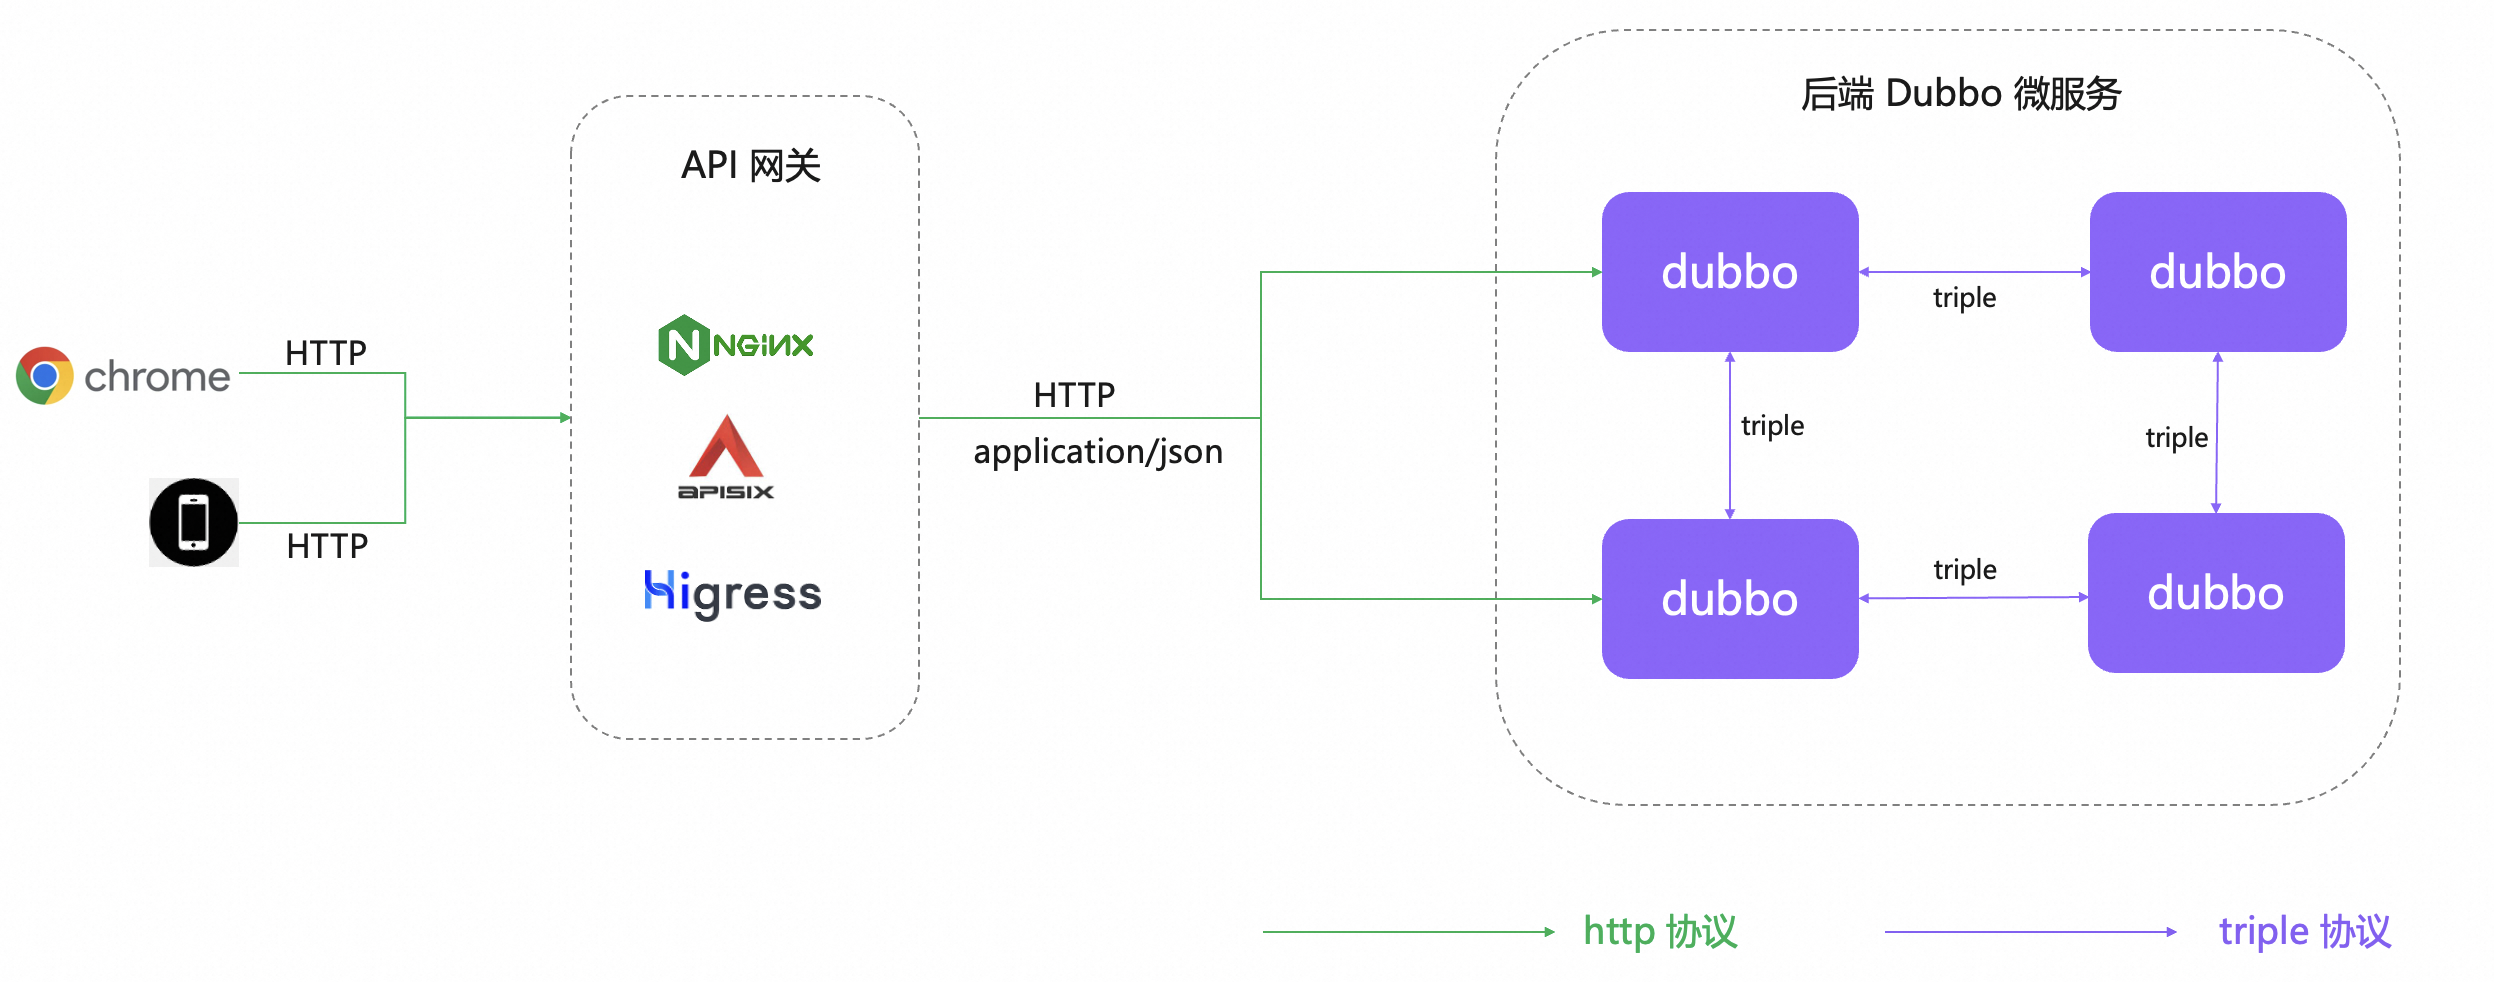 后端 Dubbo 微服务
API 网关
dubbo
dubbo
triple
NGINX
HTTP
chrome
HTTP
application/json
triple
triple
APISIX
HTTP
triple
Higress
dubbo
dubbo
http 协议
triple 协议